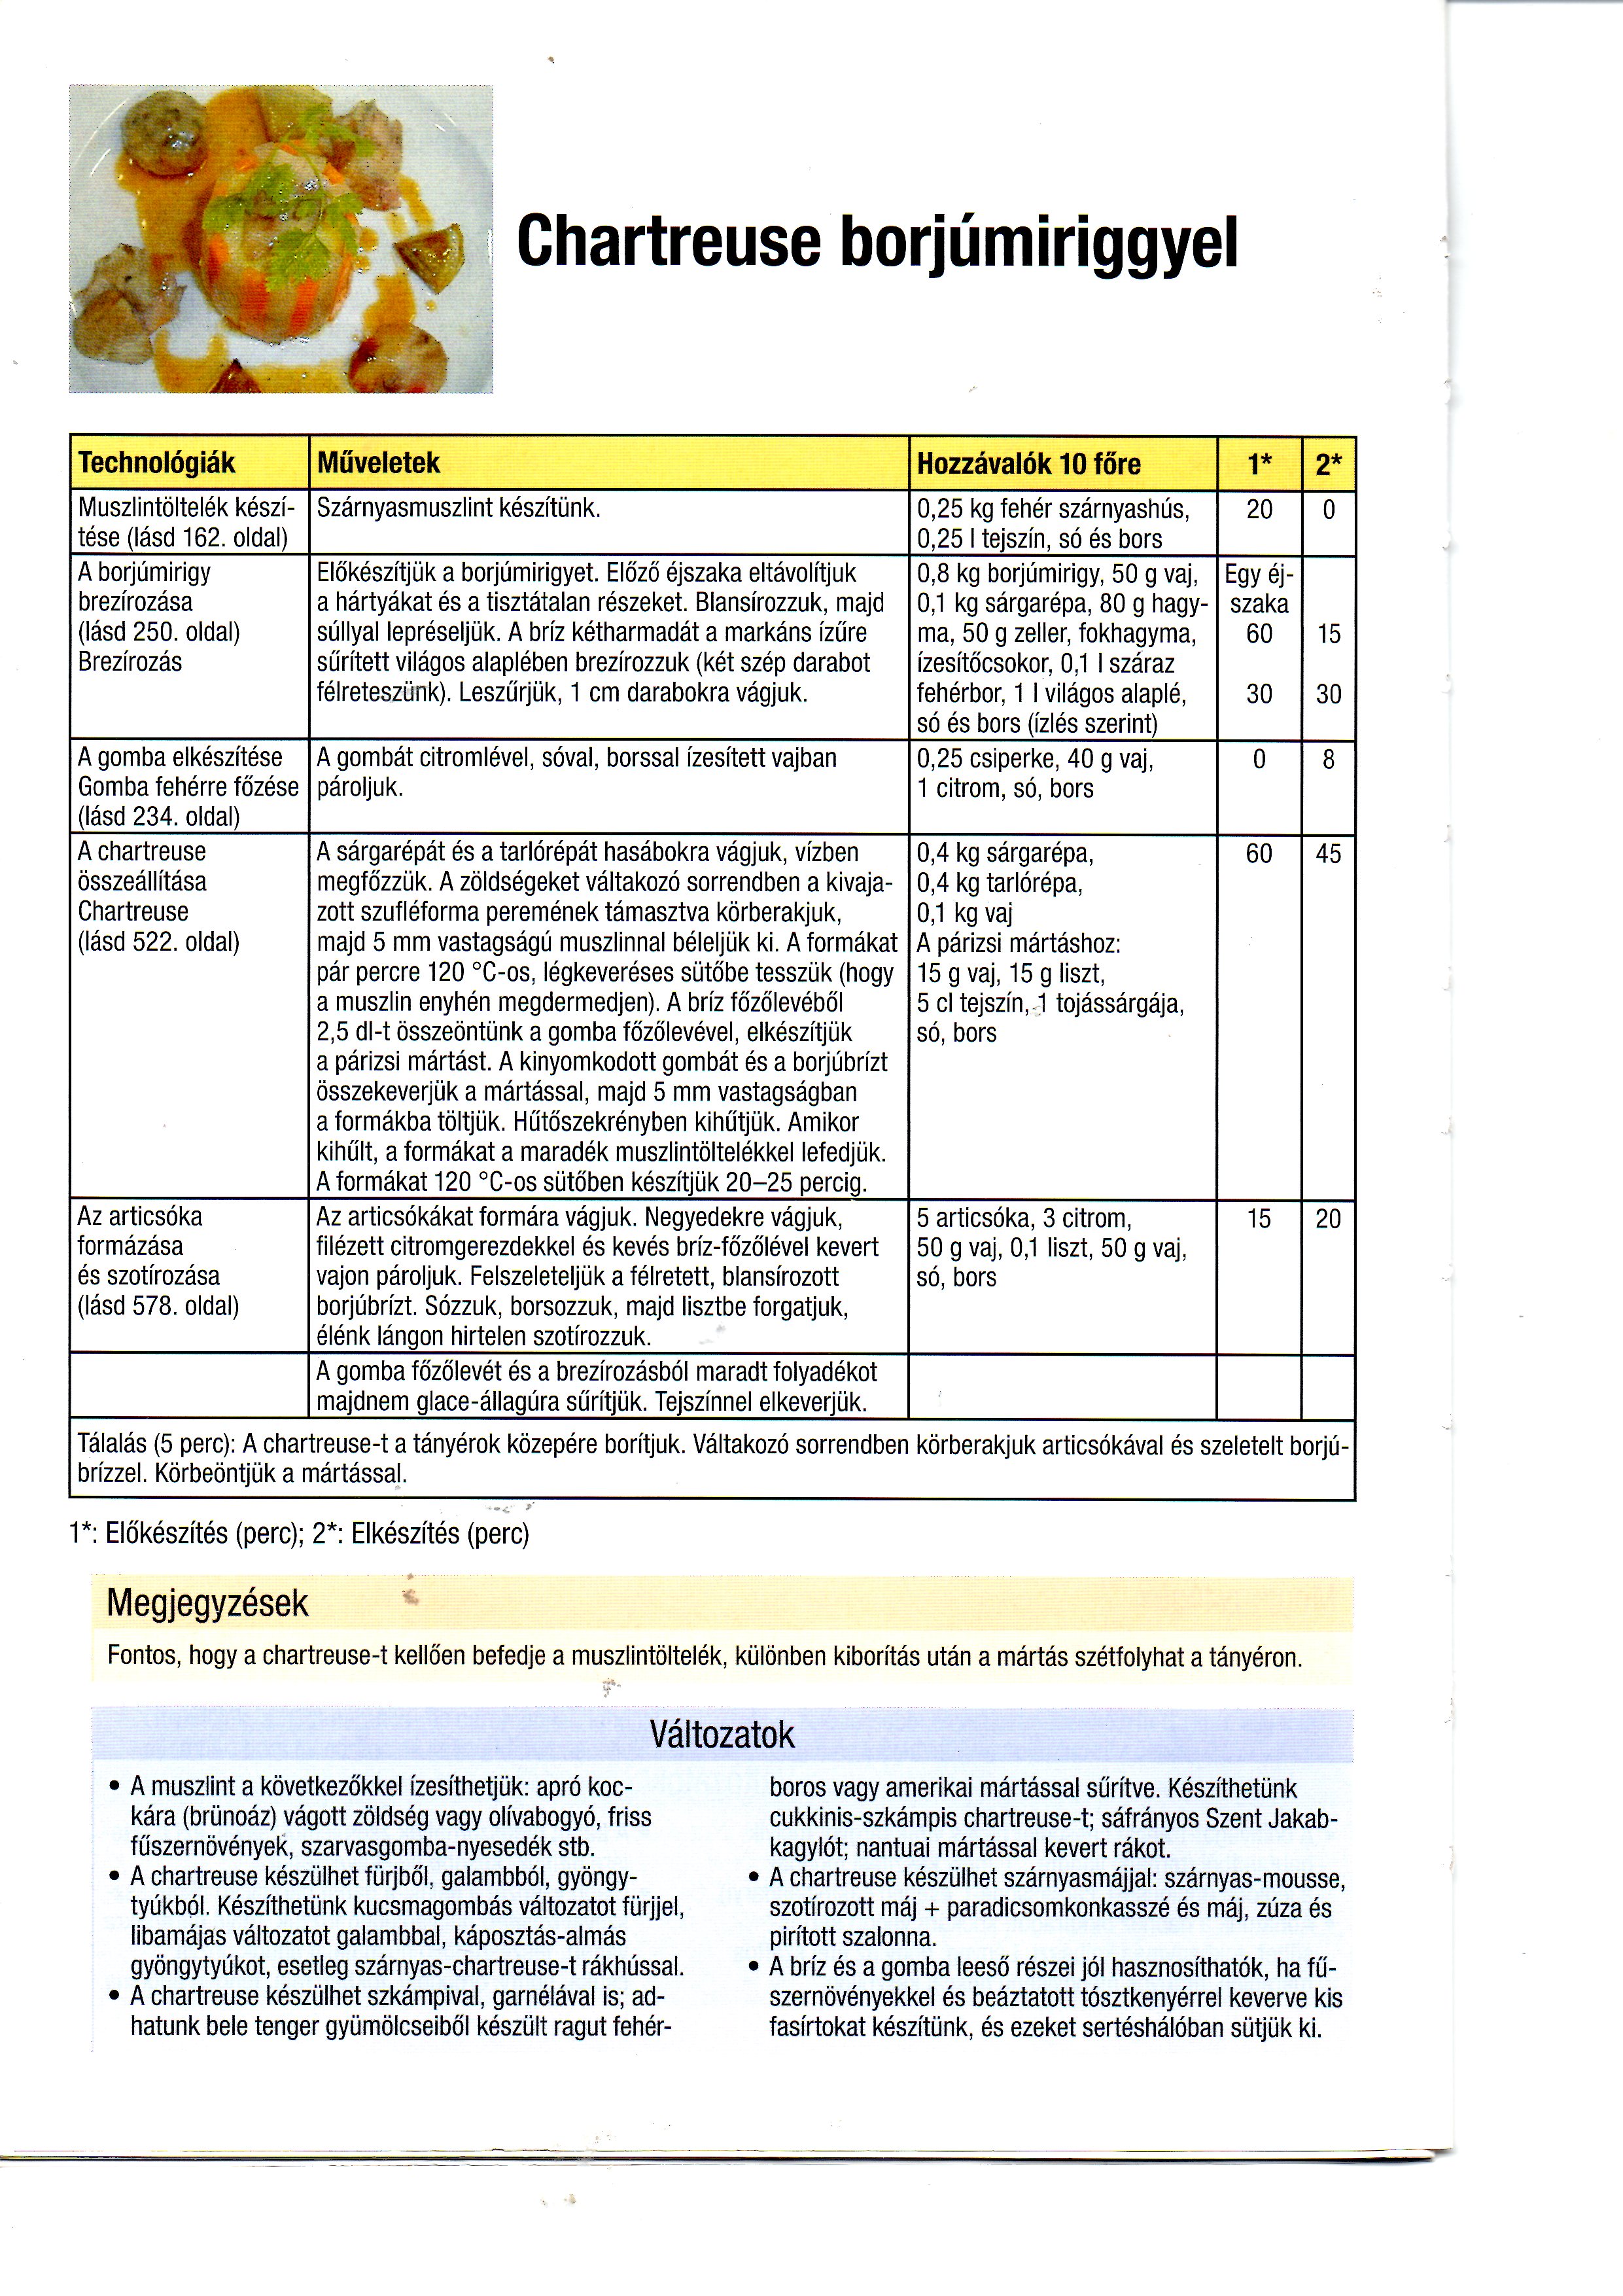 Chartreuse borjúmiriggyel
Technológiák
Műveletek
Hozzávalók 10 főre
1*
2*
Muszlintöltelék készí-
tése (lásd 162. oldal)
Szárnyasmuszlint készítünk.
0,25 kg fehér szárnyashús,
0,25 l tejszín, só és bors
20
0
A borjúmirigy
brezírozása
(lásd 250. oldal)
Brezírozás
Előkészítjük a borjúmirigyet. Előző éjszaka eltávolítjuk
a hártyákat és a tisztátalan részeket. Blansírozzuk, majd
súllyal lepréseljük. A bríz kétharmadát a markáns ízűre
sűrített világos alaplében brezírozzuk (két szép darabot
félreteszünk). Leszűrjük, 1 cm darabokra vágjuk.
0,8 kg borjúmirigy, 50 g vaj,
0,1 kg sárgarépa, 80 g hagy-
ma, 50 g zeller, fokhagyma,
ízesítőcsokor, 0,1 l száraz
fehérbor, 1 l világos alaplé,
só és bors (ízlés szerint)
Egy éj-
szaka
60
15
30
30
A gomba elkészítése
Gomba fehérre főzése
(lásd 234. oldal)
A gombát citromlével, sóval, borssal ízesített vajban
pároljuk.
0,25 csiperke, 40 g vaj,
1 citrom, só, bors
0
8
A chartreuse
összeállítása
Chartreuse
(lásd 522. oldal)
A sárgarépát és a tarlórépát hasábokra vágjuk, vízben
megfőzzük. A zöldségeket váltakozó sorrendben a kivaja-
zott szufléforma peremének támasztva körberakjuk,
majd 5 mm vastagságú muszlinnal béleljük ki. A formákat
pár percre 120 °C-os, légkeveréses sütőbe tesszük (hogy
a muszlin enyhén megdermedjen). A bríz főzőlevéből
2,5 dl-t összeöntünk a gomba főzőlevével, elkészítjük
a párizsi mártást. A kinyomkodott gombát és a borjúbrízt
összekeverjük a mártással, majd 5 mm vastagságban
a formákba töltjük. Hűtőszekrényben kihűtjük. Amikor
kihűlt, a formákat a maradék muszlintöltelékkel lefedjük.
A formákat 120 °C-os sütőben készítjük 20–25 percig.
0,4 kg sárgarépa,
0,4 kg tarlórépa,
0,1 kg vaj
A párizsi mártáshoz:
15 g vaj, 15 g liszt,
5 cl tejszín, 1 tojássárgája,
só, bors
60
45
Az articsóka
formázása
és szotírozása
(lásd 578. oldal)
Az articsókákat formára vágjuk. Negyedekre vágjuk,
filézett citromgerezdekkel és kevés bríz-főzőlével kevert
vajon pároljuk. Felszeleteljük a félretett, blansírozott
borjúbrízt. Sózzuk, borsozzuk, majd lisztbe forgatjuk,
élénk lángon hirtelen szotírozzuk.
5 articsóka, 3 citrom,
50 g vaj, 0,1 liszt, 50 g vaj,
só, bors
15
20
A gomba főzőlevét és a brezírozásból maradt folyadékot
majdnem glace-állagúra sűrítjük. Tejszínnel elkeverjük.
Tálalás (5 perc): A chartreuse-t a tányérok közepére borítjuk. Váltakozó sorrendben körberakjuk articsókával és szeletelt borjú-
brízzel. Körbeöntjük a mártással.
1*: Előkészítés (perc); 2*: Elkészítés (perc)
Megjegyzések
Fontos, hogy a chartreuse-t kellően befedje a muszlintöltelék, különben kiborítás után a mártás szétfolyhat a tányéron.
Változatok
• A muszlint a következőkkel ízesíthetjük: apró koc-
kára (brünoáz) vágott zöldség vagy olívabogyó, friss
fűszernövények, szarvasgomba-nyesedék stb.
• A chartreuse készülhet fürjből, galambból, gyöngy-
tyúkból. Készíthetünk kucsmagombás változatot fürjjel,
libamájas változatot galambbal, káposztás-almás
gyöngytyúkot, esetleg szárnyas-chartreuse-t rákhússal.
• A chartreuse készülhet szkámpival, garnélával is; ad-
hatunk bele tenger gyümölcseiből készült ragut fehér-
boros vagy amerikai mártással sűrítve. Készíthetünk
cukkinis-szkámpis chartreuse-t; sáfrányos Szent Jakab-
kagylót; nantuai mártással kevert rákot.
• A chartreuse készülhet szárnyasmájjal: szárnyas-mousse,
szotírozott máj + paradicsomkonkasszé és máj, zúza és
pirított szalonna.
• A bríz és a gomba leeső részei jól hasznosíthatók, ha fű-
szernövényekkel és beáztatott tósztkenyérrel keverve kis
fasírtokat készítünk, és ezeket sertéshálóban sütjük ki.